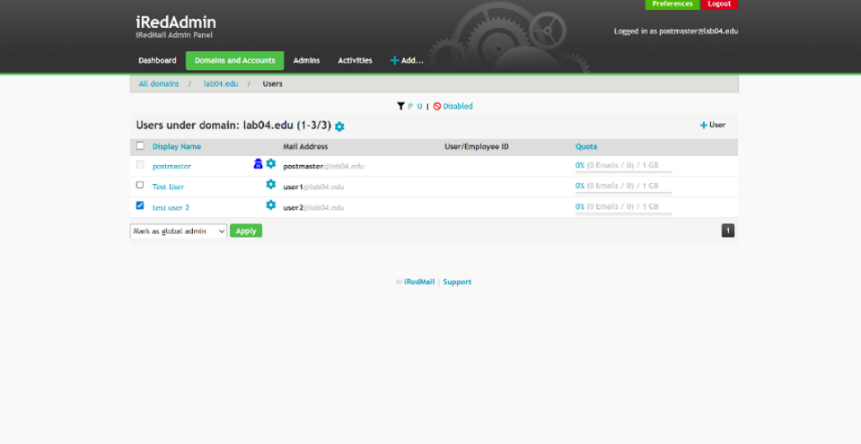 Preferences Logout
iRedAdmin
iRedMail Admin Panel
Logged in as postmaster@lab04.edu
Dashboard Domains and Accounts Admins Activities + Add...
All domains / lab04.edu / Users
P U | Disabled
Users under domain: lab04.edu (1-3/3)
+ User
Display Name Mail Address User/Employee ID Quota
postmaster postmaster@lab04.edu 0% (0 Emails / 0) / 1 GB
Test User user1@lab04.edu 0% (0 Emails / 0) / 1 GB
test user 2 user2@lab04.edu 0% (0 Emails / 0) / 1 GB
Mark as global admin Apply 1
© iRedMail | Support